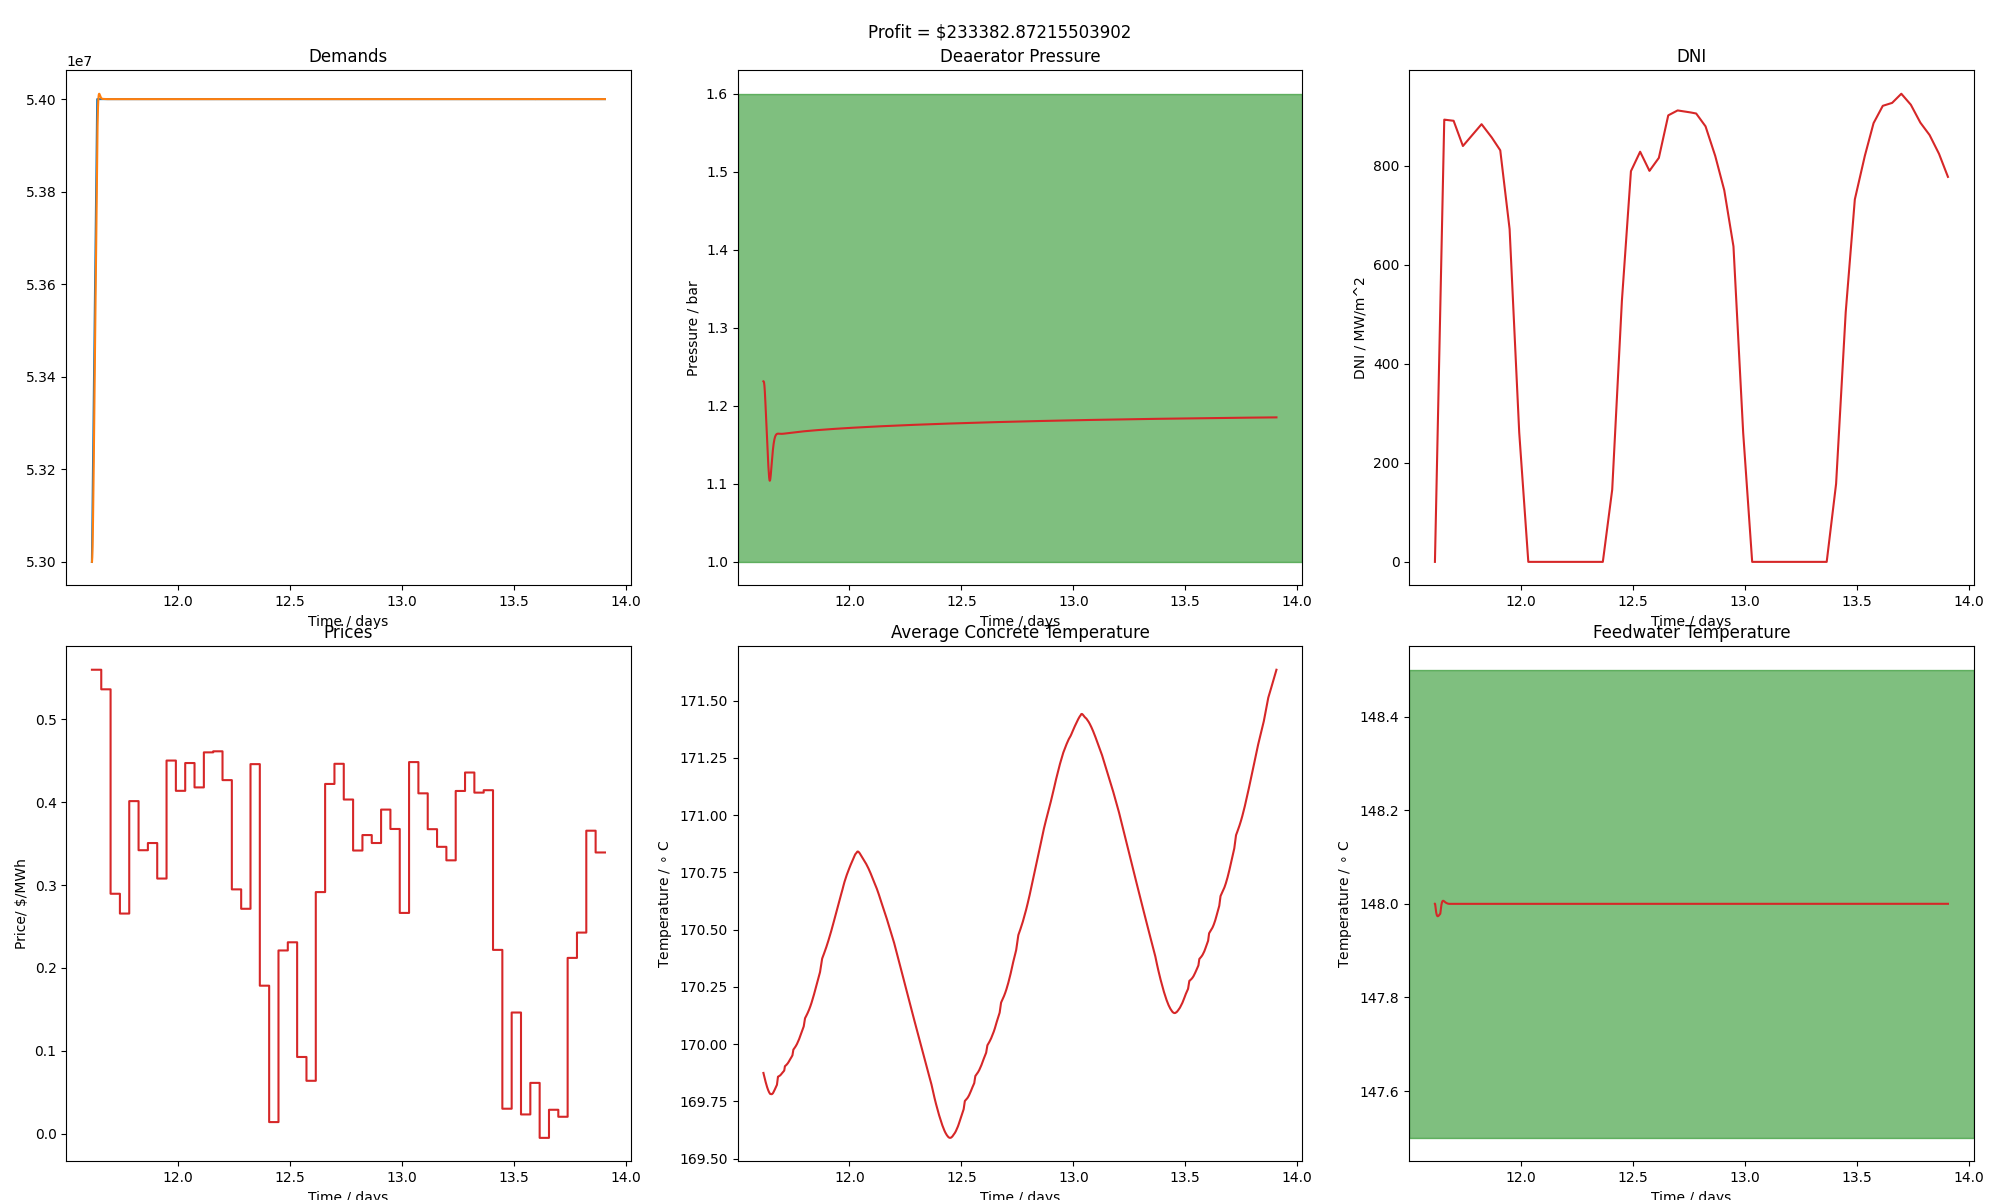 Profit = $233382.87215503902
Demands
1e7
5.40
5.38
5.36
5.34
5.32
5.30
12.0 12.5 13.0 13.5 14.0
Time / days
Deaerator Pressure
Pressure / bar
1.6
1.5
1.4
1.3
1.2
1.1
1.0
12.0 12.5 13.0 13.5 14.0
Time / days
DNI
DNI / MW/m^2
800
600
400
200
0
12.0 12.5 13.0 13.5 14.0
Time / days
Prices
Price/ $/MWh
0.5
0.4
0.3
0.2
0.1
0.0
12.0 12.5 13.0 13.5 14.0
Time / days
Average Concrete Temperature
Temperature / ∘ C
171.50
171.25
171.00
170.75
170.50
170.25
170.00
169.75
169.50
12.0 12.5 13.0 13.5 14.0
Time / days
Feedwater Temperature
Temperature / ∘ C
148.4
148.2
148.0
147.8
147.6
12.0 12.5 13.0 13.5 14.0
Time / days